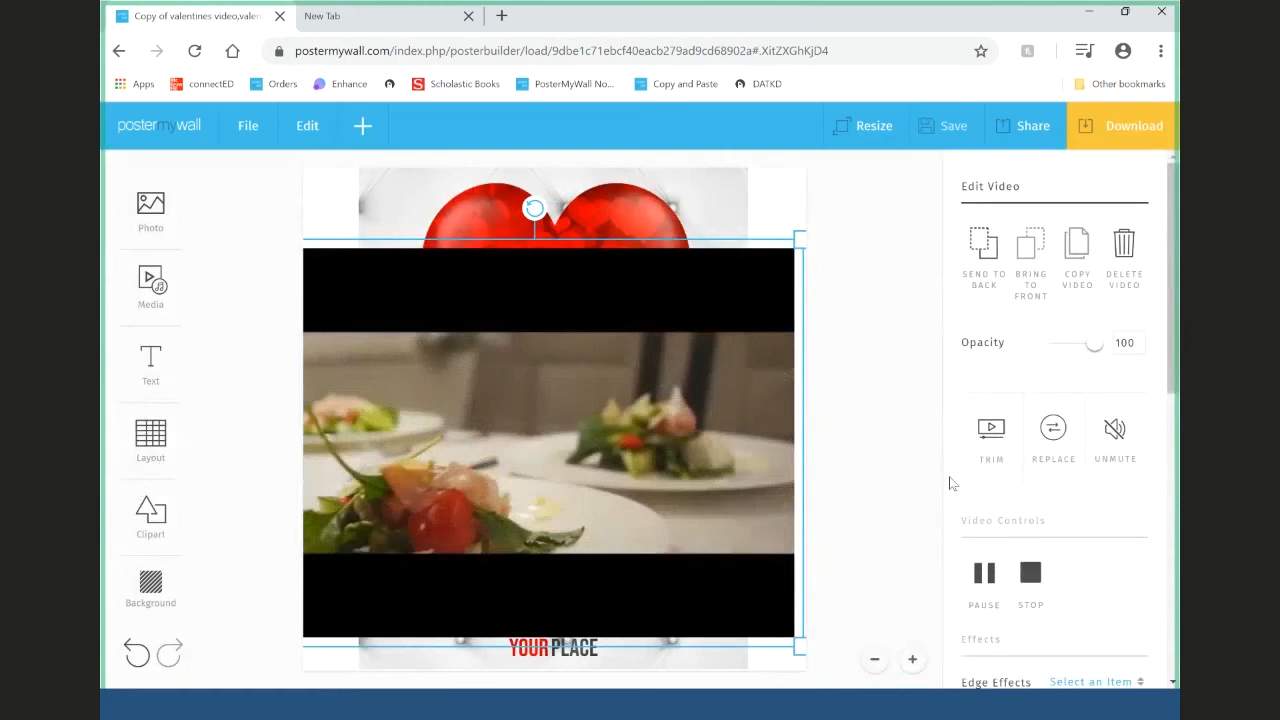 Copy of valentines video,valen
New Tab
postermywall.com/index.php/posterbuilder/load/9dbe1c71ebcf40eacb279ad9cd68902a#.XitZXGhKjD4
Apps connectED Orders Enhance Scholastic Books PosterMyWall No... Copy and Paste DATKD Other bookmarks
postermywall File Edit Resize Save Share Download
Photo
Media
Text
Layout
Clipart
Background
YOUR PLACE
Edit Video
SEND TO BACK
BRING TO FRONT
COPY VIDEO
DELETE VIDEO
Opacity 100
TRIM REPLACE UNMUTE
Video Controls
PAUSE STOP
Effects
Edge Effects Select an Item